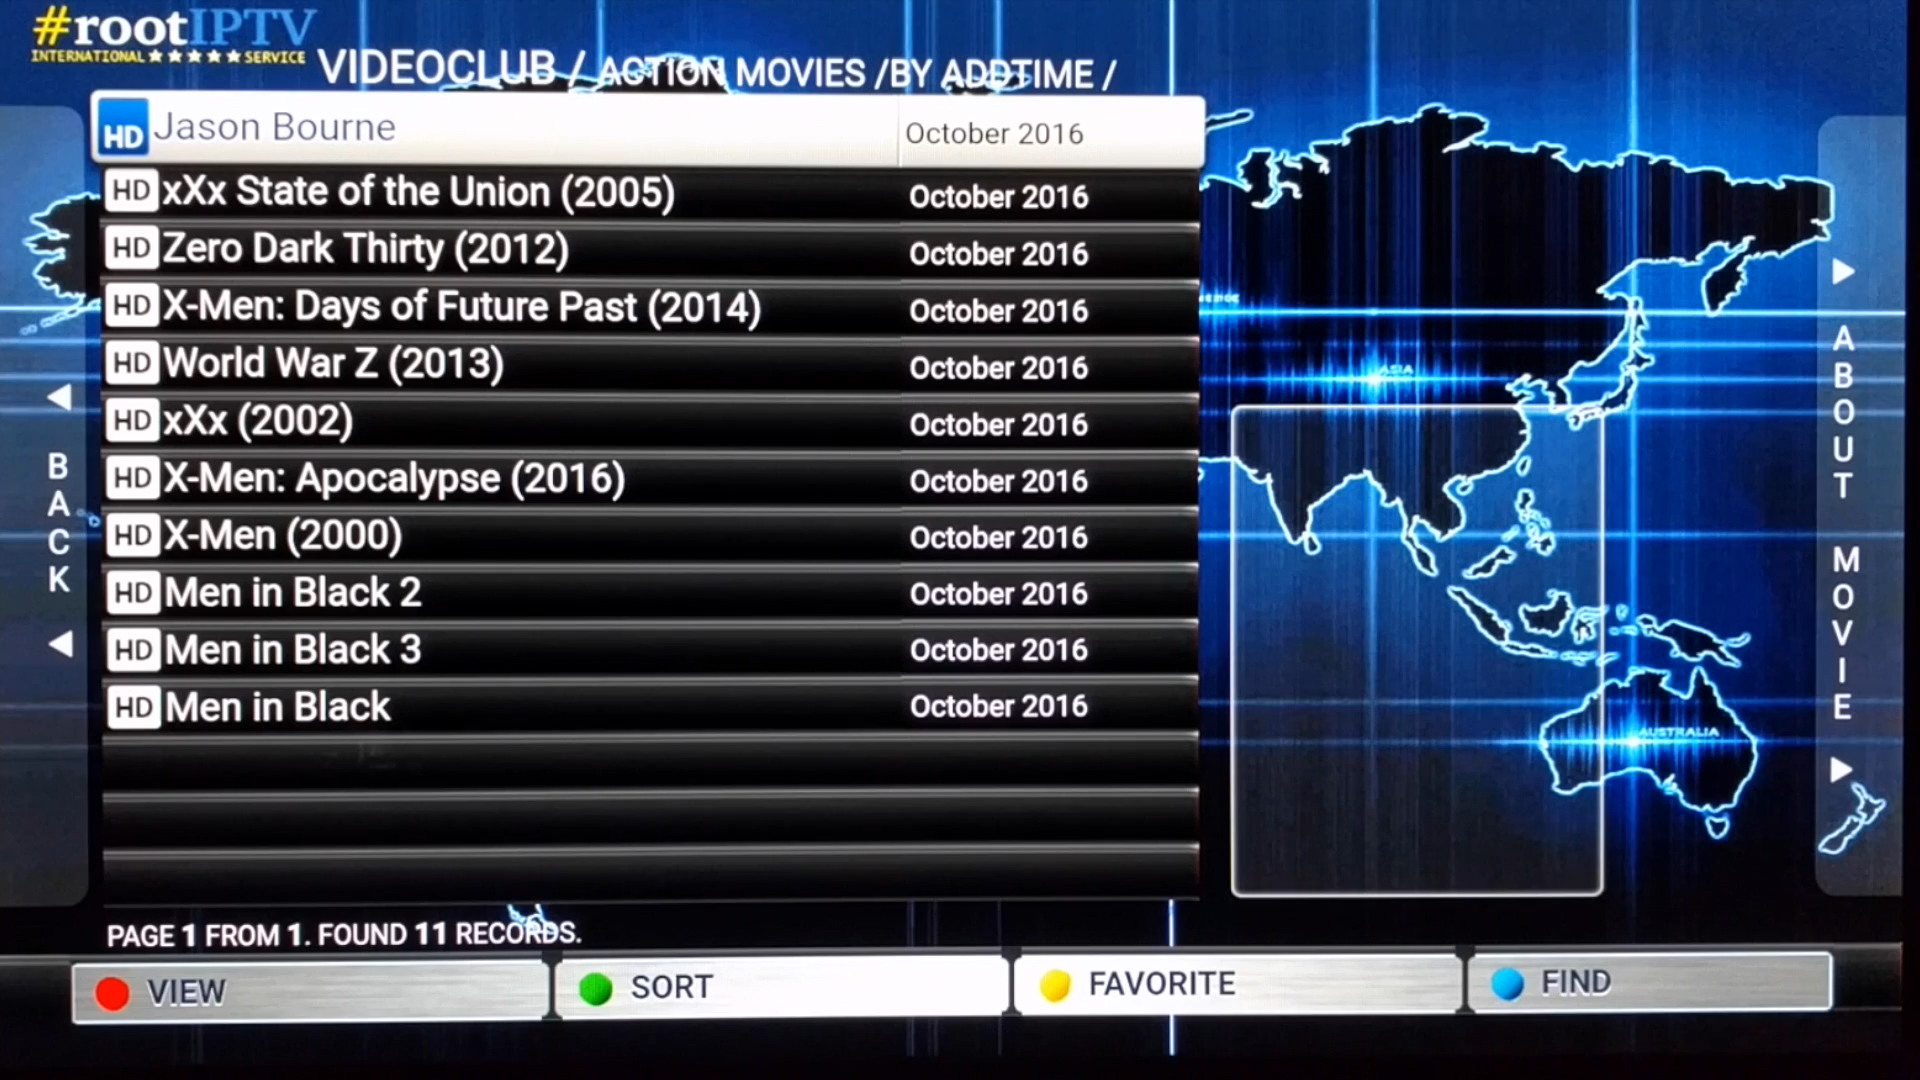 #rootIPTV
INTERNATIONAL ★★★★★ SERVICE
VIDEOCLUB / ACTION MOVIES /BY ADDTIME /
HD Jason Bourne October 2016
HD xXx State of the Union (2005) October 2016
HD Zero Dark Thirty (2012) October 2016
HD X-Men: Days of Future Past (2014) October 2016
HD World War Z (2013) October 2016
HD xXx (2002) October 2016
HD X-Men: Apocalypse (2016) October 2016
HD X-Men (2000) October 2016
HD Men in Black 2 October 2016
HD Men in Black 3 October 2016
HD Men in Black October 2016
BACK
ABOUT MOVIE
ASIA
AUSTRALIA
PAGE 1 FROM 1. FOUND 11 RECORDS.
VIEW SORT FAVORITE FIND